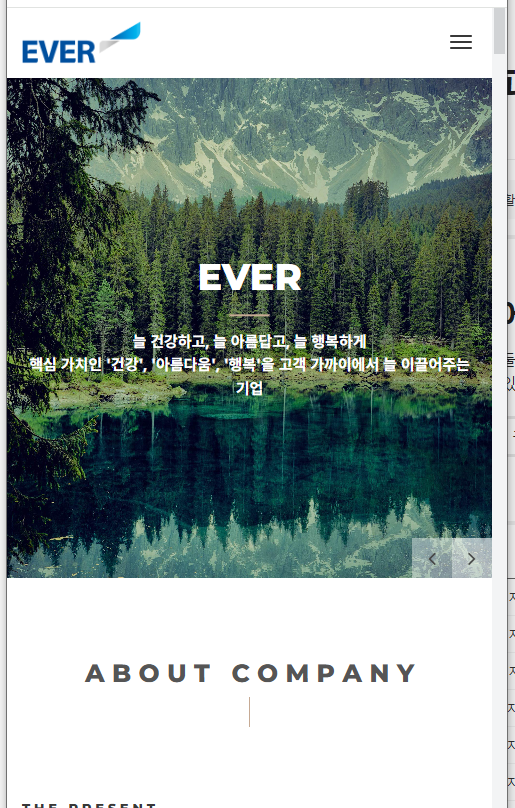 EVER
EVER
늘 건강하고, 늘 아름답고, 늘 행복하게
핵심 가치인 '건강', '아름다움', '행복'을 고객 가까이에서 늘 이끌어주는
기업
ABOUT COMPANY
THE PRESENT